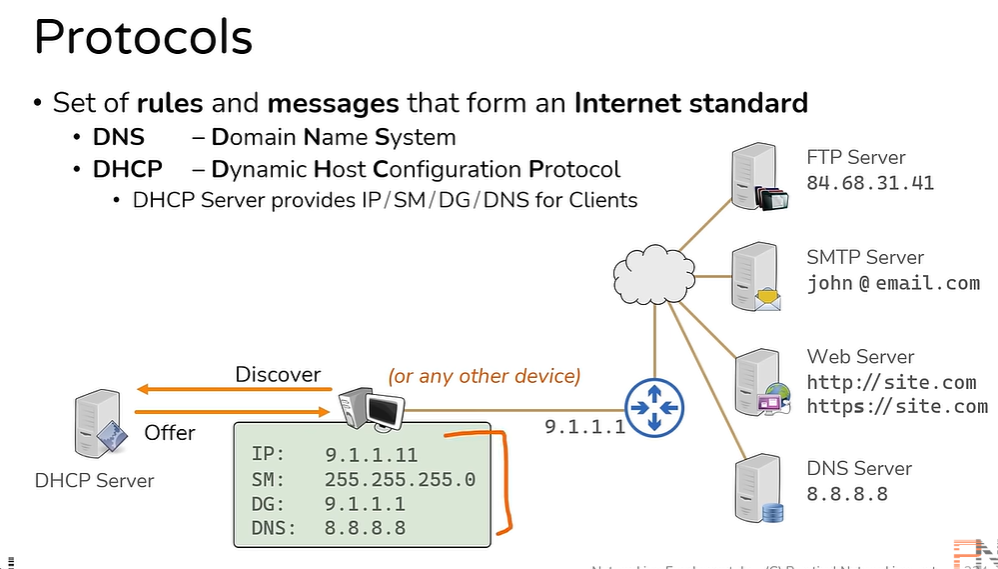 Protocols
• Set of rules and messages that form an Internet standard
• DNS – Domain Name System
• DHCP – Dynamic Host Configuration Protocol
• DHCP Server provides IP/SM/DG/DNS for Clients
FTP Server
84.68.31.41
SMTP Server
john@email.com
Web Server
http://site.com
https://site.com
DNS Server
8.8.8.8
Discover
(or any other device)
Offer
9.1.1.1
DHCP Server
IP: 9.1.1.11
SM: 255.255.255.0
DG: 9.1.1.1
DNS: 8.8.8.8